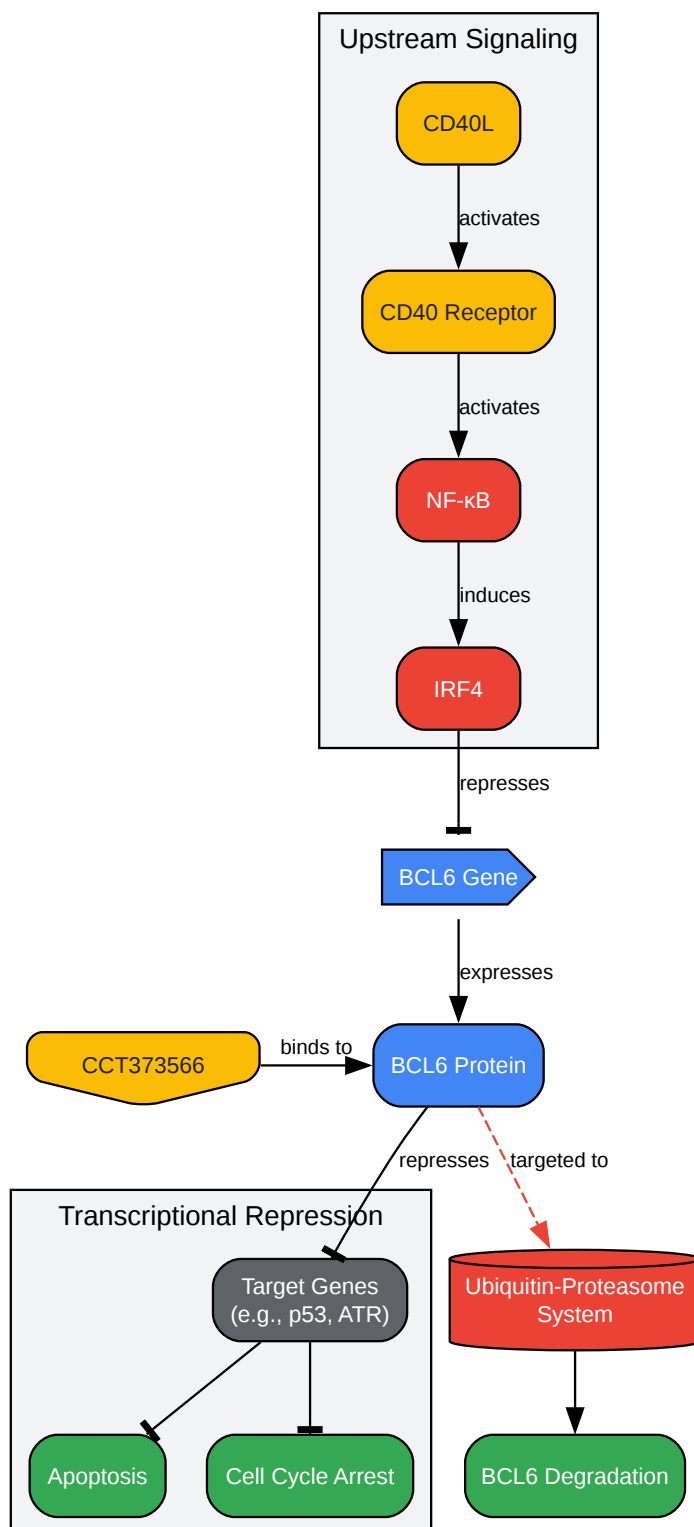 Upstream Signaling
CD40L
activates
CD40 Receptor
activates
NF-κB
induces
IRF4
represses
BCL6 Gene
expresses
CCT373566
binds to
BCL6 Protein
represses
targeted to
Transcriptional Repression
Target Genes
(e.g., p53, ATR)
Ubiquitin-Proteasome
System
Apoptosis
Cell Cycle Arrest
BCL6 Degradation